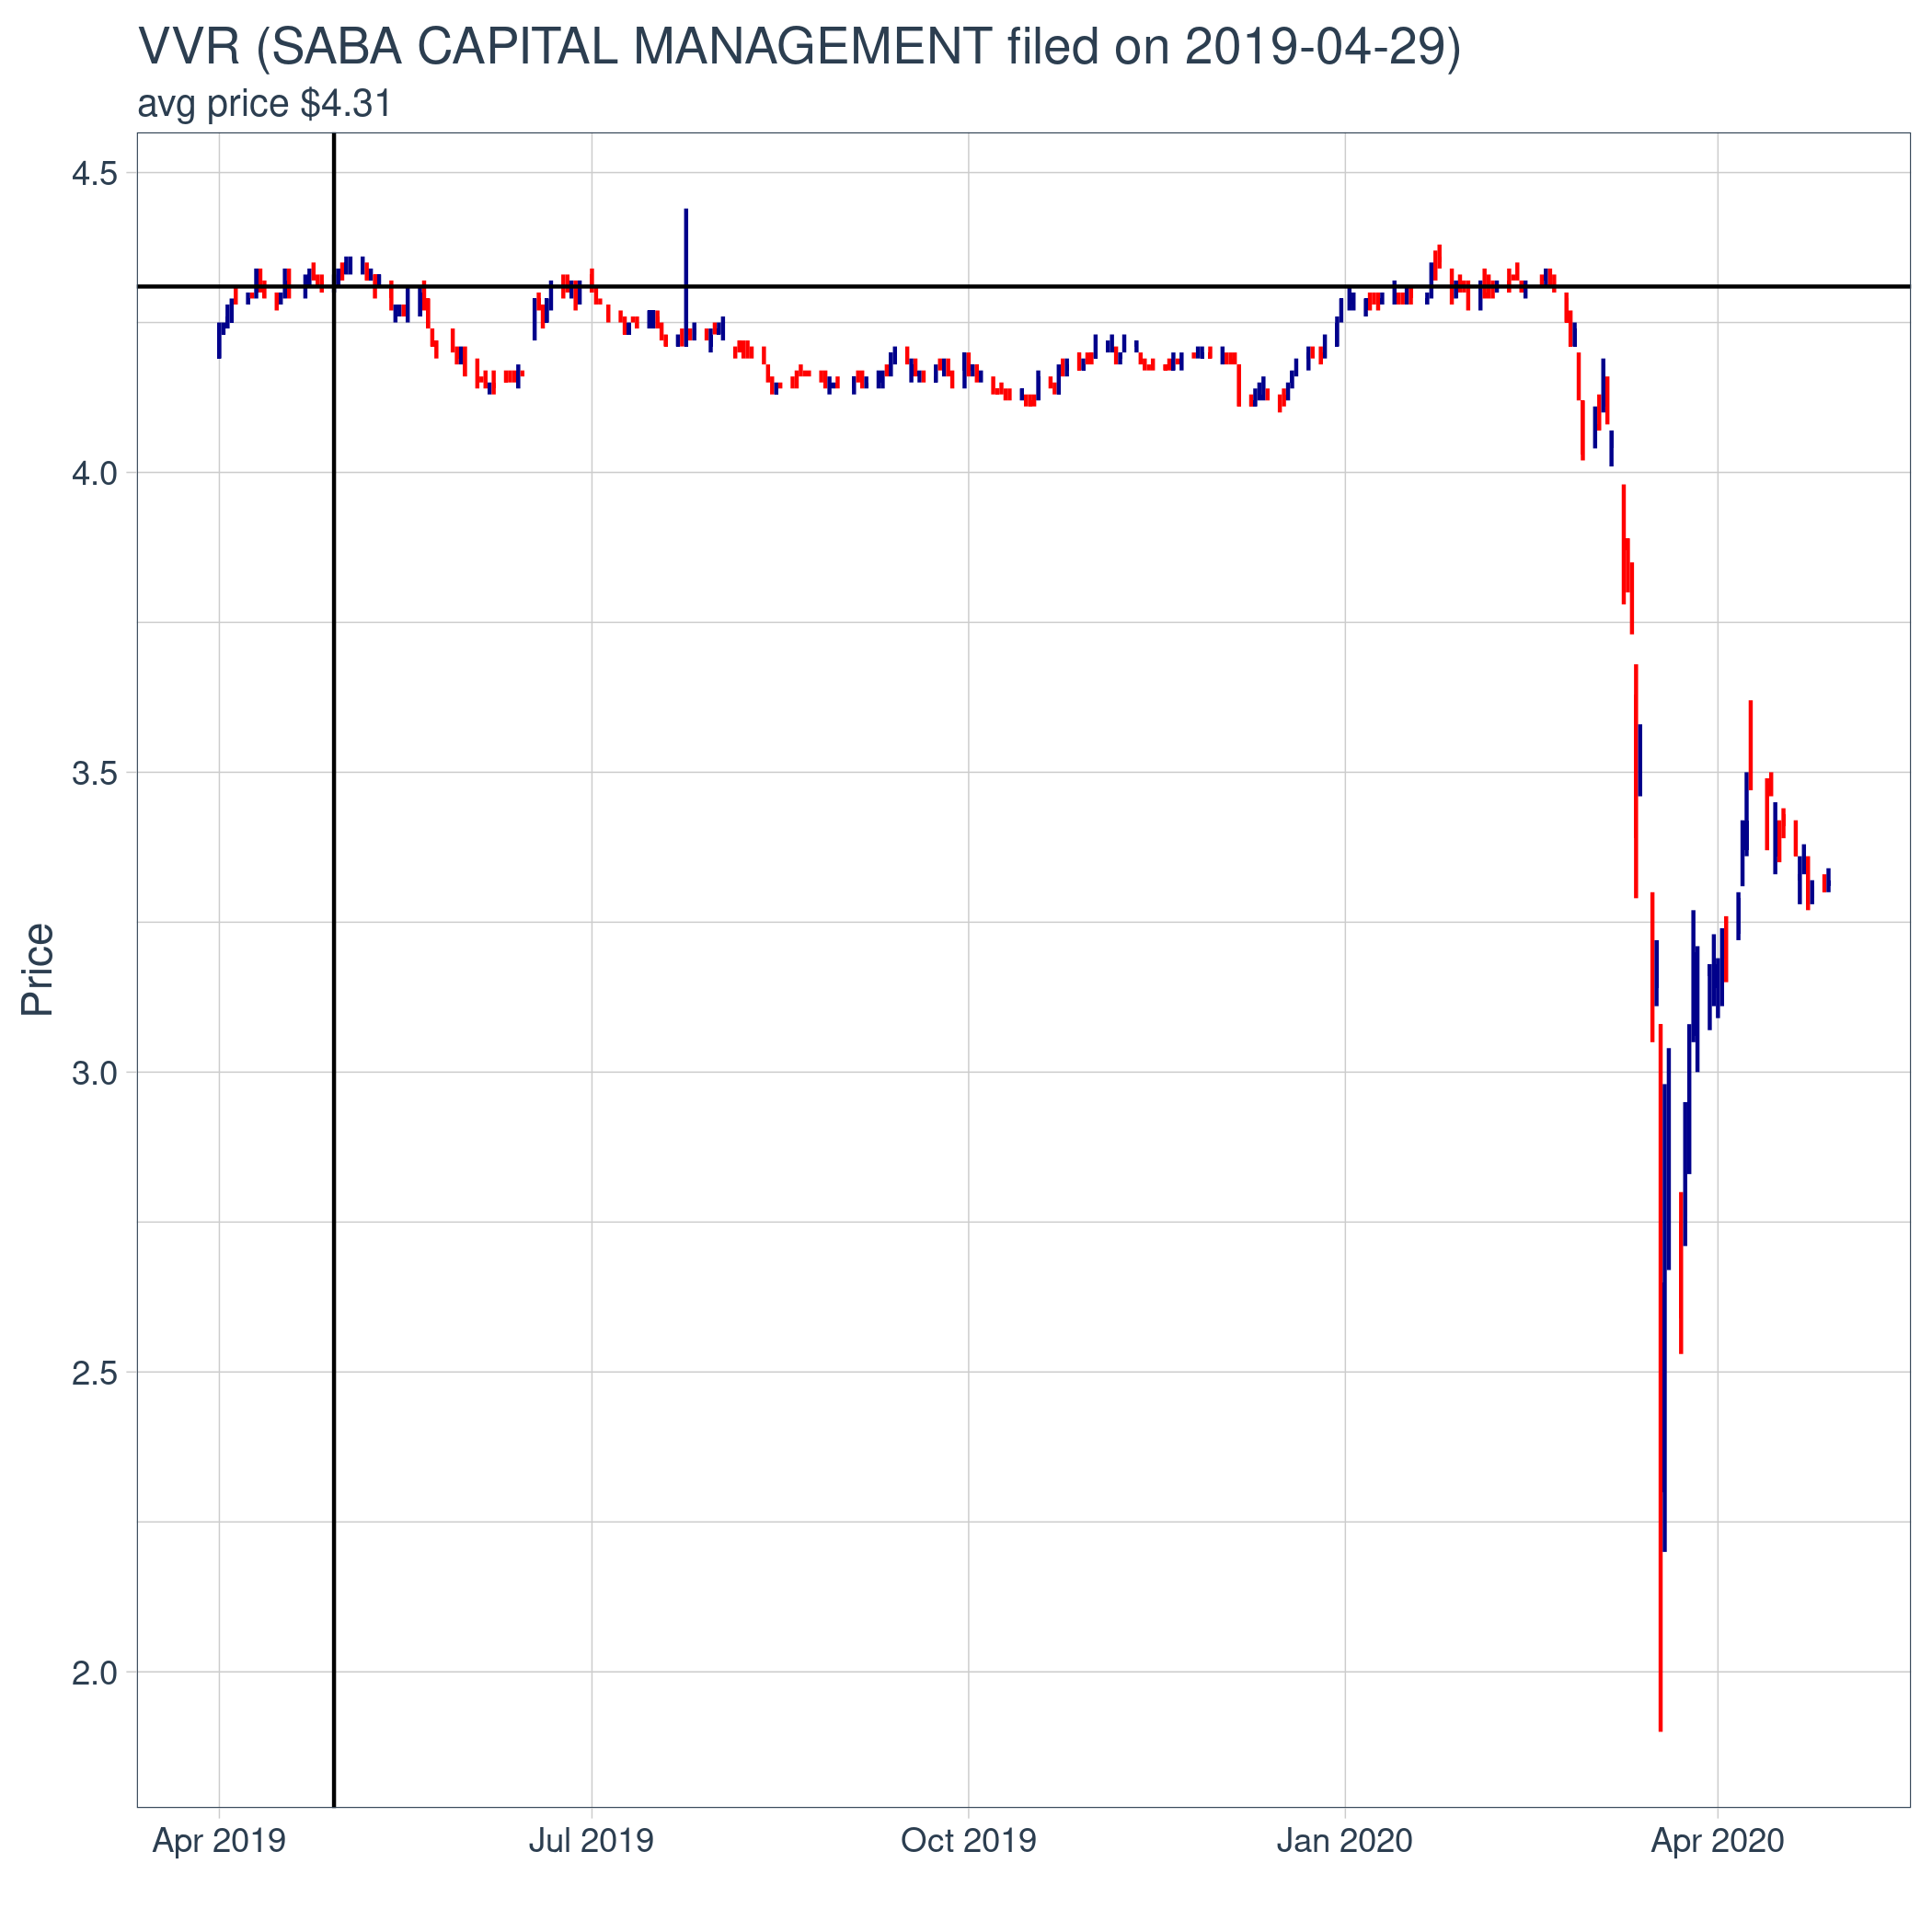 VVR (SABA CAPITAL MANAGEMENT filed on 2019-04-29)
avg price $4.31
4.5
4.0
3.5
3.0
2.5
2.0
Price
Apr 2019
Jul 2019
Oct 2019
Jan 2020
Apr 2020